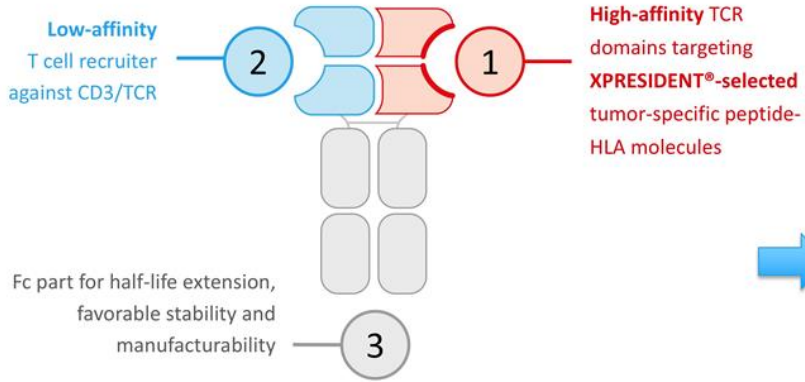 Low-affinity
T cell recruiter
against CD3/TCR
2
1
High-affinity TCR
domains targeting
XPRESIDENT®-selected
tumor-specific peptide-
HLA molecules
Fc part for half-life extension,
favorable stability and
manufacturability
3